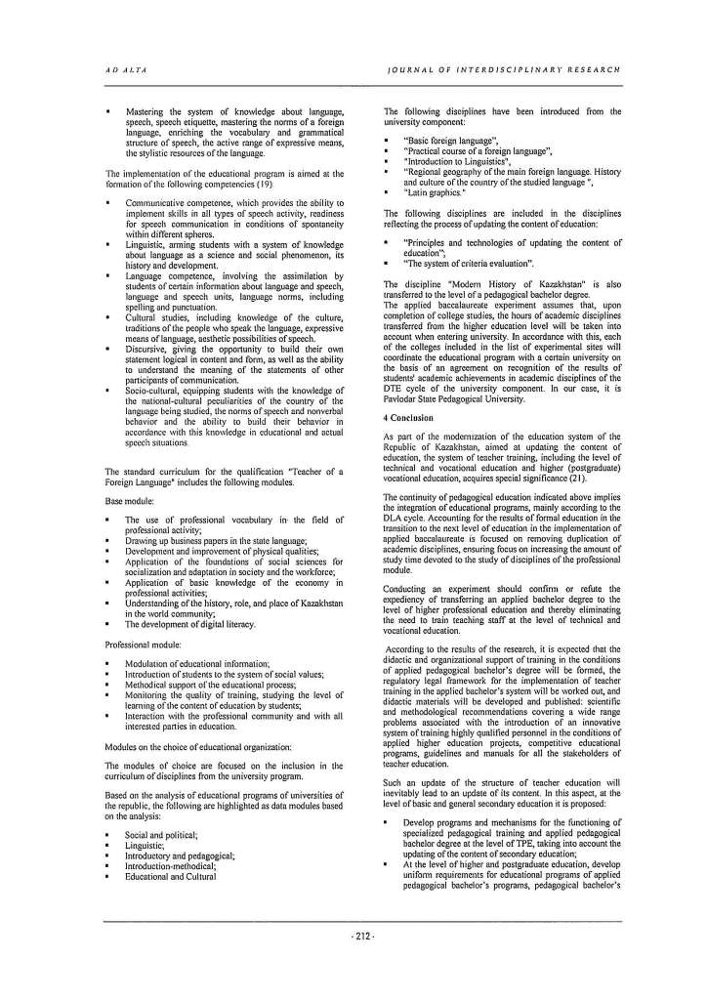 AD ALTA
JOURNAL OF INTERDISCIPLINARY RESEARCH
▪ Mastering the system of knowledge about language,
speech, speech etiquette, mastering the norms of a foreign
language, enriching the vocabulary and grammatical
structure of speech, the active range of expressive means,
the stylistic resources of the language.
The implementation of the educational program is aimed at the
formation of the following competencies (19)
▪ Communicative competence, which provides the ability to
implement skills in all types of speech activity, readiness
for speech communication in conditions of spontaneity
within different spheres.
▪ Linguistic, arming students with a system of knowledge
about language as a science and social phenomenon, its
history and development.
▪ Language competence, involving the assimilation by
students of certain information about language and speech,
language and speech units, language norms, including
spelling and punctuation.
▪ Cultural studies, including knowledge of the culture,
traditions of the people who speak the language, expressive
means of language, aesthetic possibilities of speech.
▪ Discursive, giving the opportunity to build their own
statement logical in content and form, as well as the ability
to understand the meaning of the statements of other
participants of communication.
▪ Socio-cultural, equipping students with the knowledge of
the national-cultural peculiarities of the country of the
language being studied, the norms of speech and nonverbal
behavior and the ability to build their behavior in
accordance with this knowledge in educational and actual
speech situations.
The standard curriculum for the qualification "Teacher of a
Foreign Language" includes the following modules.
Base module:
▪ The use of professional vocabulary in the field of
professional activity;
▪ Drawing up business papers in the state language;
▪ Development and improvement of physical qualities;
▪ Application of the foundations of social sciences for
socialization and adaptation in society and the workforce;
▪ Application of basic knowledge of the economy in
professional activities;
▪ Understanding of the history, role, and place of Kazakhstan
in the world community;
▪ The development of digital literacy.
Professional module:
▪ Modulation of educational information;
▪ Introduction of students to the system of social values;
▪ Methodical support of the educational process;
▪ Monitoring the quality of training, studying the level of
learning of the content of education by students;
▪ Interaction with the professional community and with all
interested parties in education.
Modules on the choice of educational organization:
The modules of choice are focused on the inclusion in the
curriculum of disciplines from the university program.
Based on the analysis of educational programs of universities of
the republic, the following are highlighted as data modules based
on the analysis:
▪ Social and political;
▪ Linguistic;
▪ Introductory and pedagogical;
▪ Introduction-methodical;
▪ Educational and Cultural
The following disciplines have been introduced from the
university component:
▪ “Basic foreign language”,
▪ “Practical course of a foreign language”,
▪ "Introduction to Linguistics",
▪ “Regional geography of the main foreign language. History
and culture of the country of the studied language ",
▪ "Latin graphics."
The following disciplines are included in the disciplines
reflecting the process of updating the content of education:
▪ “Principles and technologies of updating the content of
education”;
▪ “The system of criteria evaluation”.
The discipline "Modern History of Kazakhstan" is also
transferred to the level of a pedagogical bachelor degree.
The applied baccalaureate experiment assumes that, upon
completion of college studies, the hours of academic disciplines
transferred from the higher education level will be taken into
account when entering university. In accordance with this, each
of the colleges included in the list of experimental sites will
coordinate the educational program with a certain university on
the basis of an agreement on recognition of the results of
students' academic achievements in academic disciplines of the
DTE cycle of the university component. In our case, it is
Pavlodar State Pedagogical University.
4 Conclusion
As part of the modernization of the education system of the
Republic of Kazakhstan, aimed at updating the content of
education, the system of teacher training, including the level of
technical and vocational education and higher (postgraduate)
vocational education, acquires special significance (21).
The continuity of pedagogical education indicated above implies
the integration of educational programs, mainly according to the
DLA cycle. Accounting for the results of formal education in the
transition to the next level of education in the implementation of
applied baccalaureate is focused on removing duplication of
academic disciplines, ensuring focus on increasing the amount of
study time devoted to the study of disciplines of the professional
module.
Conducting an experiment should confirm or refute the
expediency of transferring an applied bachelor degree to the
level of higher professional education and thereby eliminating
the need to train teaching staff at the level of technical and
vocational education.
According to the results of the research, it is expected that the
didactic and organizational support of training in the conditions
of applied pedagogical bachelor’s degree will be formed, the
regulatory legal framework for the implementation of teacher
training in the applied bachelor’s system will be worked out, and
didactic materials will be developed and published: scientific
and methodological recommendations covering a wide range
problems associated with the introduction of an innovative
system of training highly qualified personnel in the conditions of
applied higher education projects, competitive educational
programs, guidelines and manuals for all the stakeholders of
teacher education.
Such an update of the structure of teacher education will
inevitably lead to an update of its content. In this aspect, at the
level of basic and general secondary education it is proposed:
▪ Develop programs and mechanisms for the functioning of
specialized pedagogical training and applied pedagogical
bachelor degree at the level of TPE, taking into account the
updating of the content of secondary education;
▪ At the level of higher and postgraduate education, develop
uniform requirements for educational programs of applied
pedagogical bachelor’s programs, pedagogical bachelor’s
- 212 -